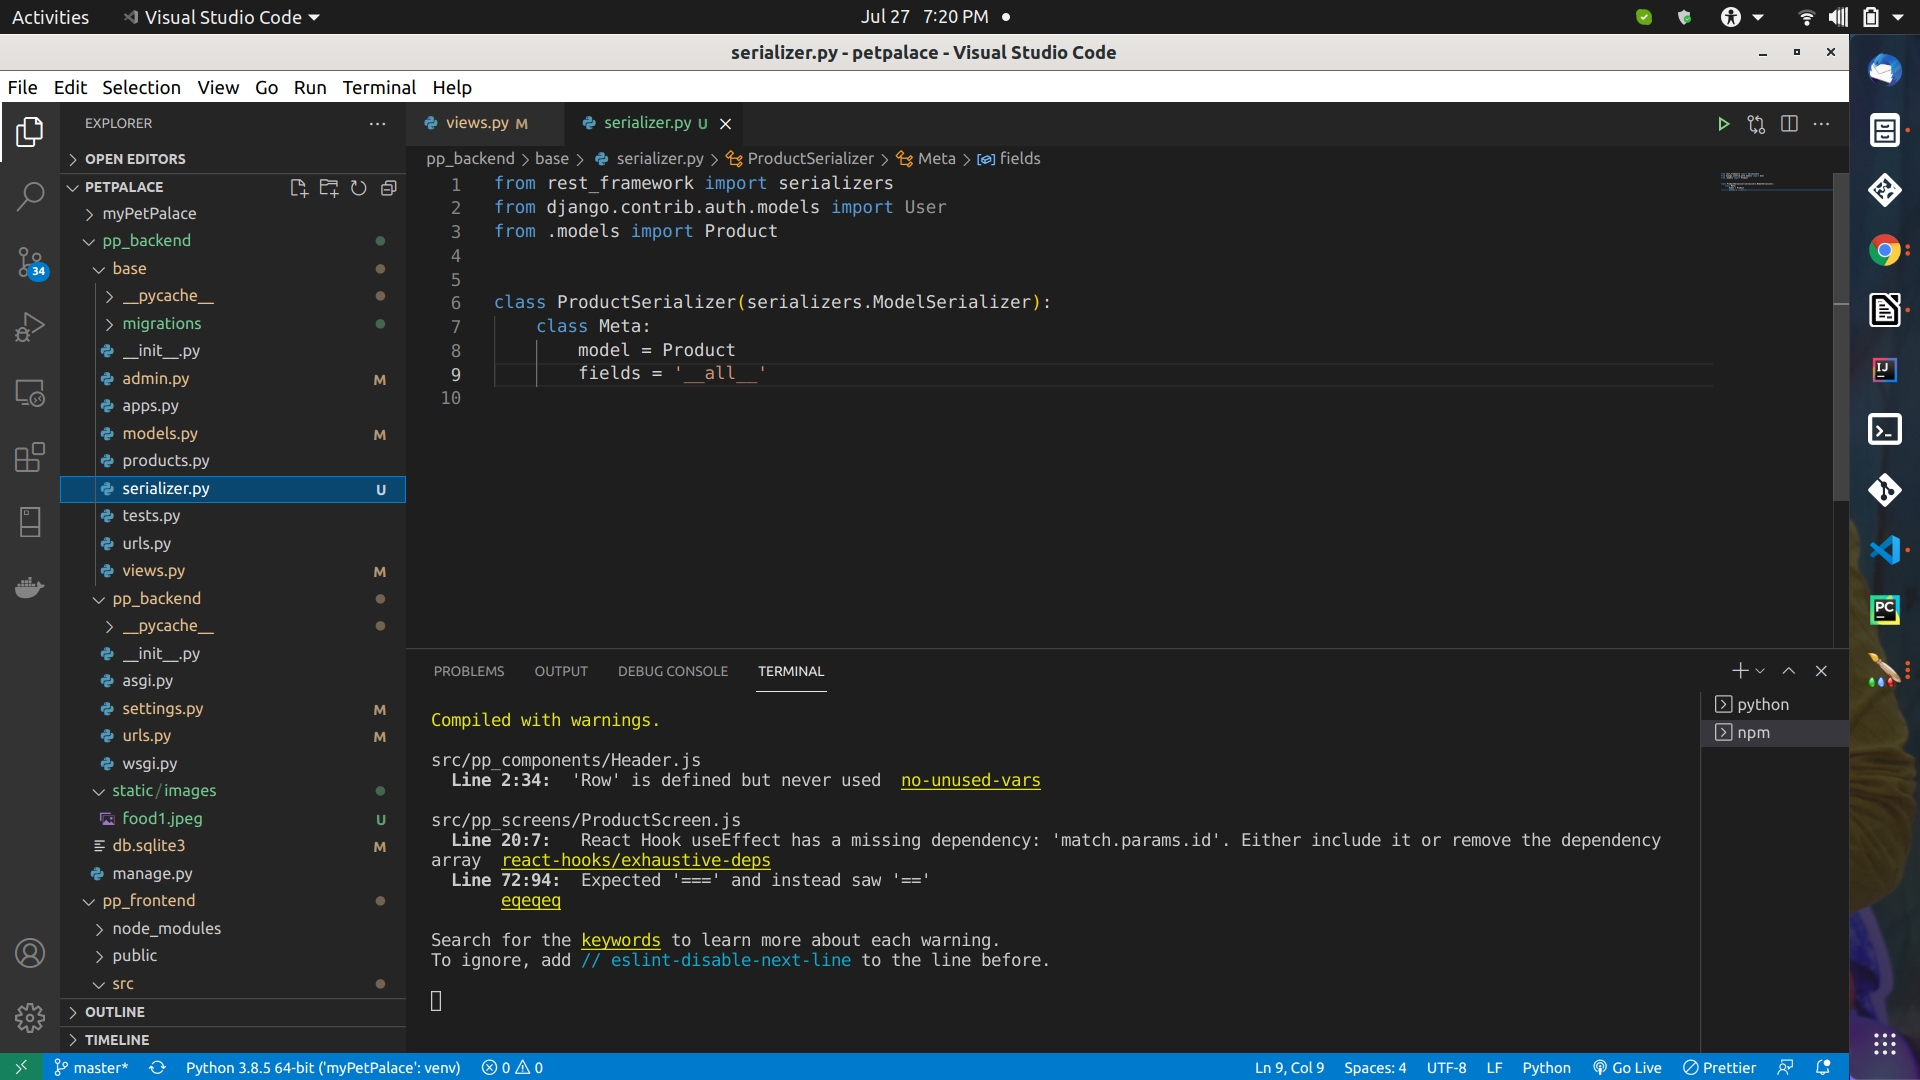 Activities
Visual Studio Code
Jul 27 7:20 PM
serializer.py - petpalace - Visual Studio Code
File Edit Selection View Go Run Terminal Help
EXPLORER
OPEN EDITORS
PETPALACE
myPetPalace
pp_backend
base
__pycache__
migrations
__init__.py
admin.py M
apps.py
models.py M
products.py
serializer.py U
tests.py
urls.py
views.py M
pp_backend
__pycache__
__init__.py
asgi.py
settings.py M
urls.py M
wsgi.py
static/images
food1.jpeg U
db.sqlite3 M
manage.py
pp_frontend
node_modules
public
src
OUTLINE
TIMELINE
34
views.py M
serializer.py U
pp_backend > base > serializer.py > ProductSerializer > Meta > fields
1 from rest_framework import serializers
2 from django.contrib.auth.models import User
3 from .models import Product
4
5
6 class ProductSerializer(serializers.ModelSerializer):
7 class Meta:
8 model = Product
9 fields = '__all__'
10
PROBLEMS OUTPUT DEBUG CONSOLE TERMINAL
Compiled with warnings.
src/pp_components/Header.js
Line 2:34: 'Row' is defined but never used no-unused-vars
src/pp_screens/ProductScreen.js
Line 20:7: React Hook useEffect has a missing dependency: 'match.params.id'. Either include it or remove the dependency
array react-hooks/exhaustive-deps
Line 72:94: Expected '===' and instead saw '=='
eqeqeq
Search for the keywords to learn more about each warning.
To ignore, add // eslint-disable-next-line to the line before.
python
npm
IJ
PC
master* Python 3.8.5 64-bit ('myPetPalace': venv) 0 0 Ln 9, Col 9 Spaces: 4 UTF-8 LF Python Go Live Prettier